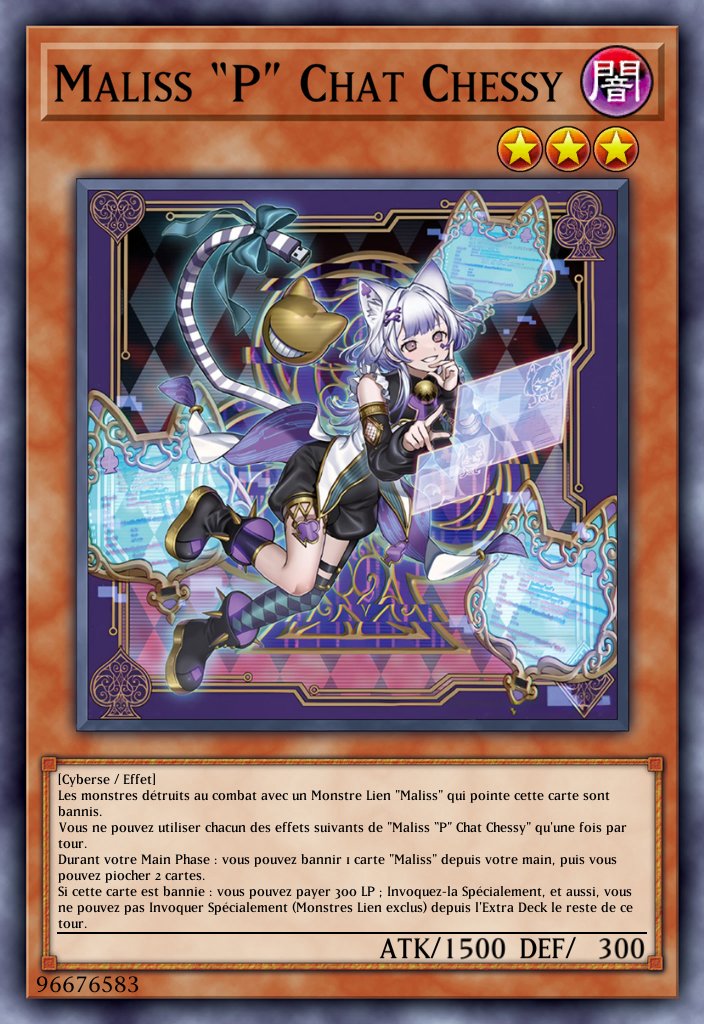 Maliss “P” Chat Chessy
闇
[Cyberse / Effet]
Les monstres détruits au combat avec un Monstre Lien "Maliss" qui pointe cette carte sont
bannis.
Vous ne pouvez utiliser chacun des effets suivants de "Maliss “P” Chat Chessy" qu'une fois par
tour.
Durant votre Main Phase : vous pouvez bannir 1 carte "Maliss" depuis votre main, puis vous
pouvez piocher 2 cartes.
Si cette carte est bannie : vous pouvez payer 300 LP ; Invoquez-la Spécialement, et aussi, vous
ne pouvez pas Invoquer Spécialement (Monstres Lien exclus) depuis l'Extra Deck le reste de ce
tour.
ATK/1500 DEF/ 300
96676583